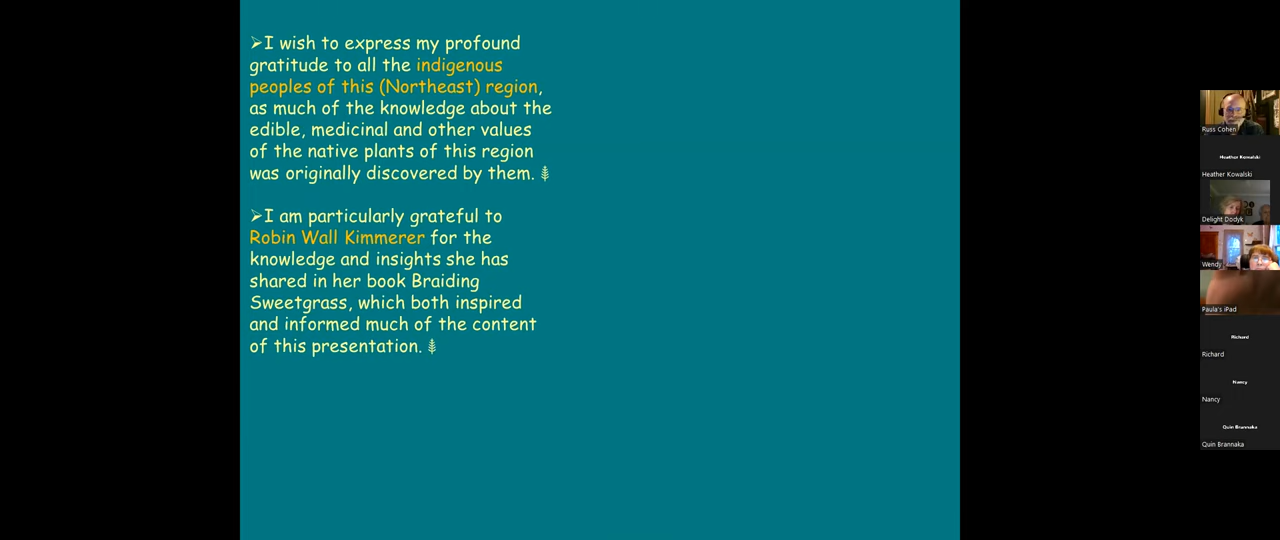 ➢I wish to express my profound
gratitude to all the indigenous
peoples of this (Northeast) region,
as much of the knowledge about the
edible, medicinal and other values
of the native plants of this region
was originally discovered by them.
➢I am particularly grateful to
Robin Wall Kimmerer for the
knowledge and insights she has
shared in her book Braiding
Sweetgrass, which both inspired
and informed much of the content
of this presentation.
Russ Cohen
Heather Kowalski
Heather Kowalski
Delight Dodyk
Wendy
Paula's iPad
Richard
Richard
Nancy
Nancy
Quin Brannaka
Quin Brannaka